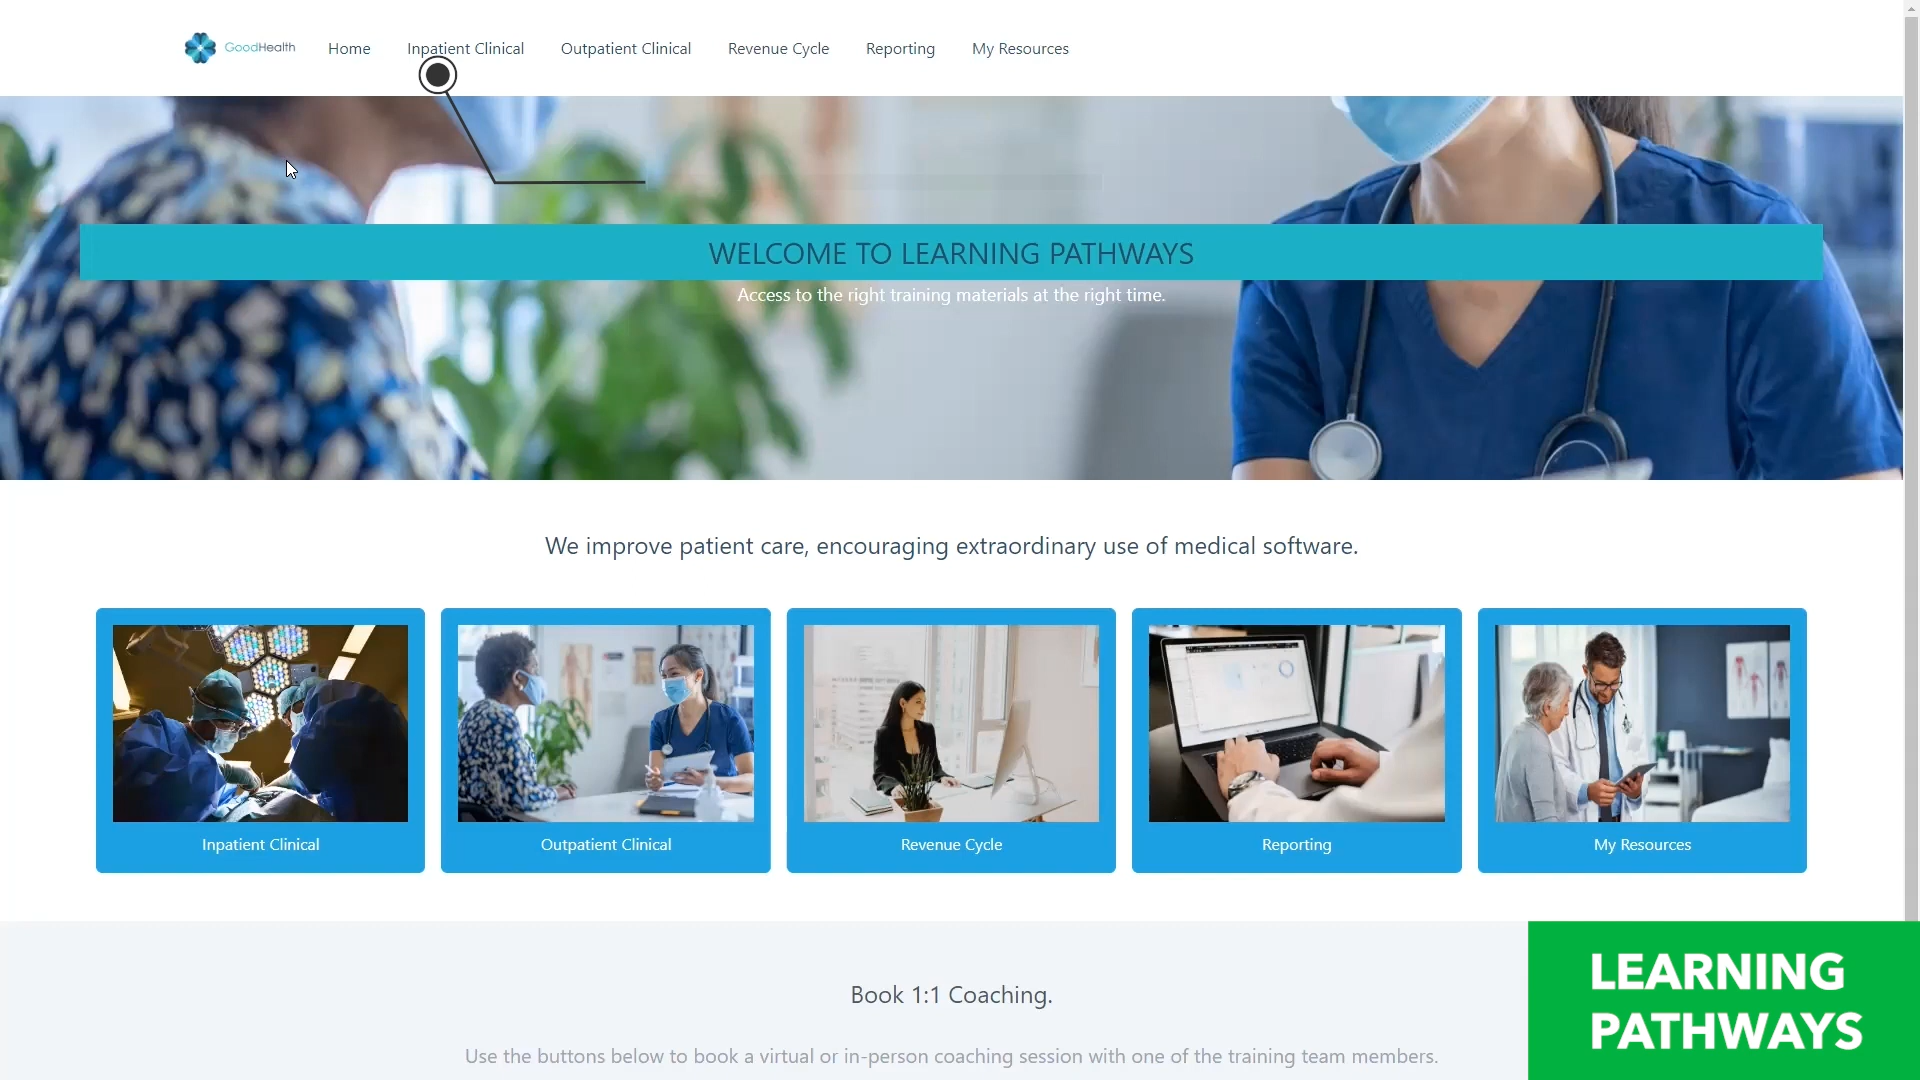 GoodHealth
Home
Inpatient Clinical
Outpatient Clinical
Revenue Cycle
Reporting
My Resources
WELCOME TO LEARNING PATHWAYS
Access to the right training materials at the right time.
We improve patient care, encouraging extraordinary use of medical software.
Inpatient Clinical
Outpatient Clinical
Revenue Cycle
Reporting
My Resources
Book 1:1 Coaching.
Use the buttons below to book a virtual or in-person coaching session with one of the training team members.
LEARNING
PATHWAYS